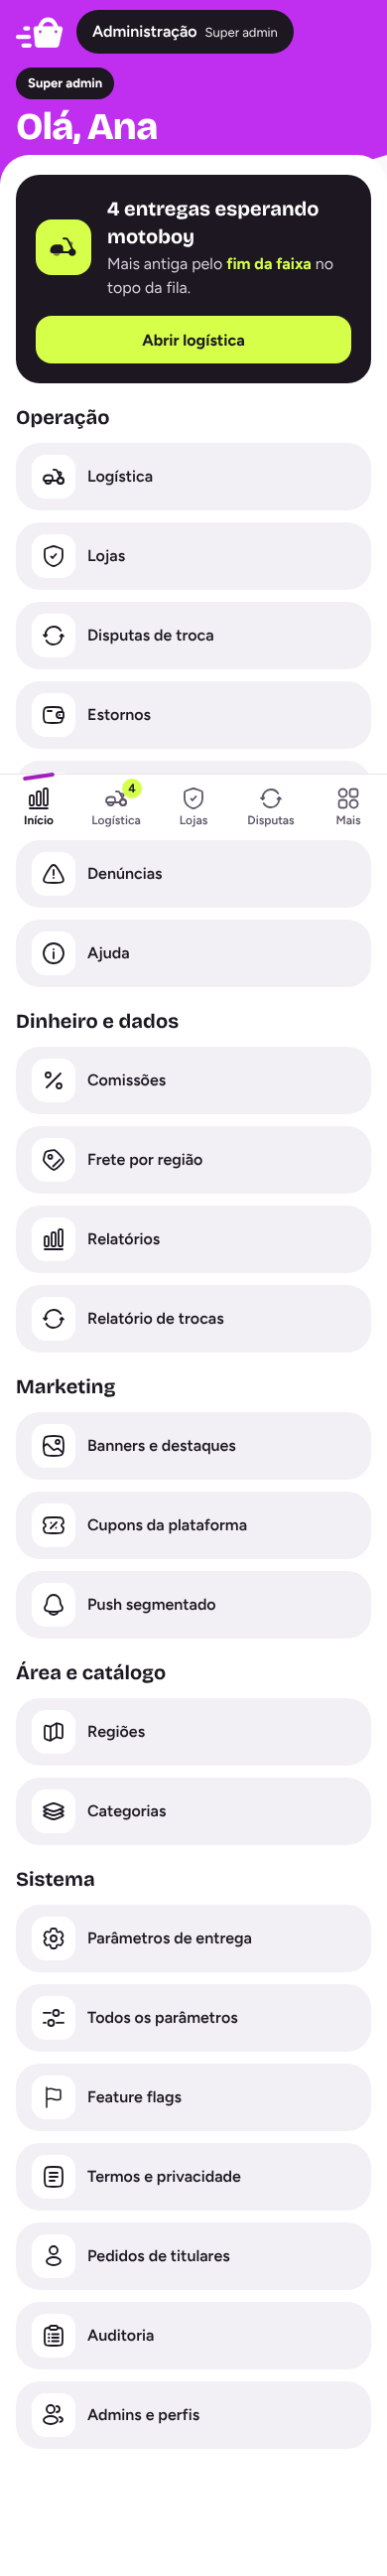 Administração Super admin
Super admin
Olá, Ana
4 entregas esperando
motoboy
Mais antiga pelo fim da faixa no
topo da fila.
Abrir logística
Operação
Logística
Lojas
Disputas de troca
Estornos
4
Início
Logística
Lojas
Disputas
Mais
Denúncias
Ajuda
Dinheiro e dados
Comissões
Frete por região
Relatórios
Relatório de trocas
Marketing
Banners e destaques
Cupons da plataforma
Push segmentado
Área e catálogo
Regiões
Categorias
Sistema
Parâmetros de entrega
Todos os parâmetros
Feature flags
Termos e privacidade
Pedidos de titulares
Auditoria
Admins e perfis